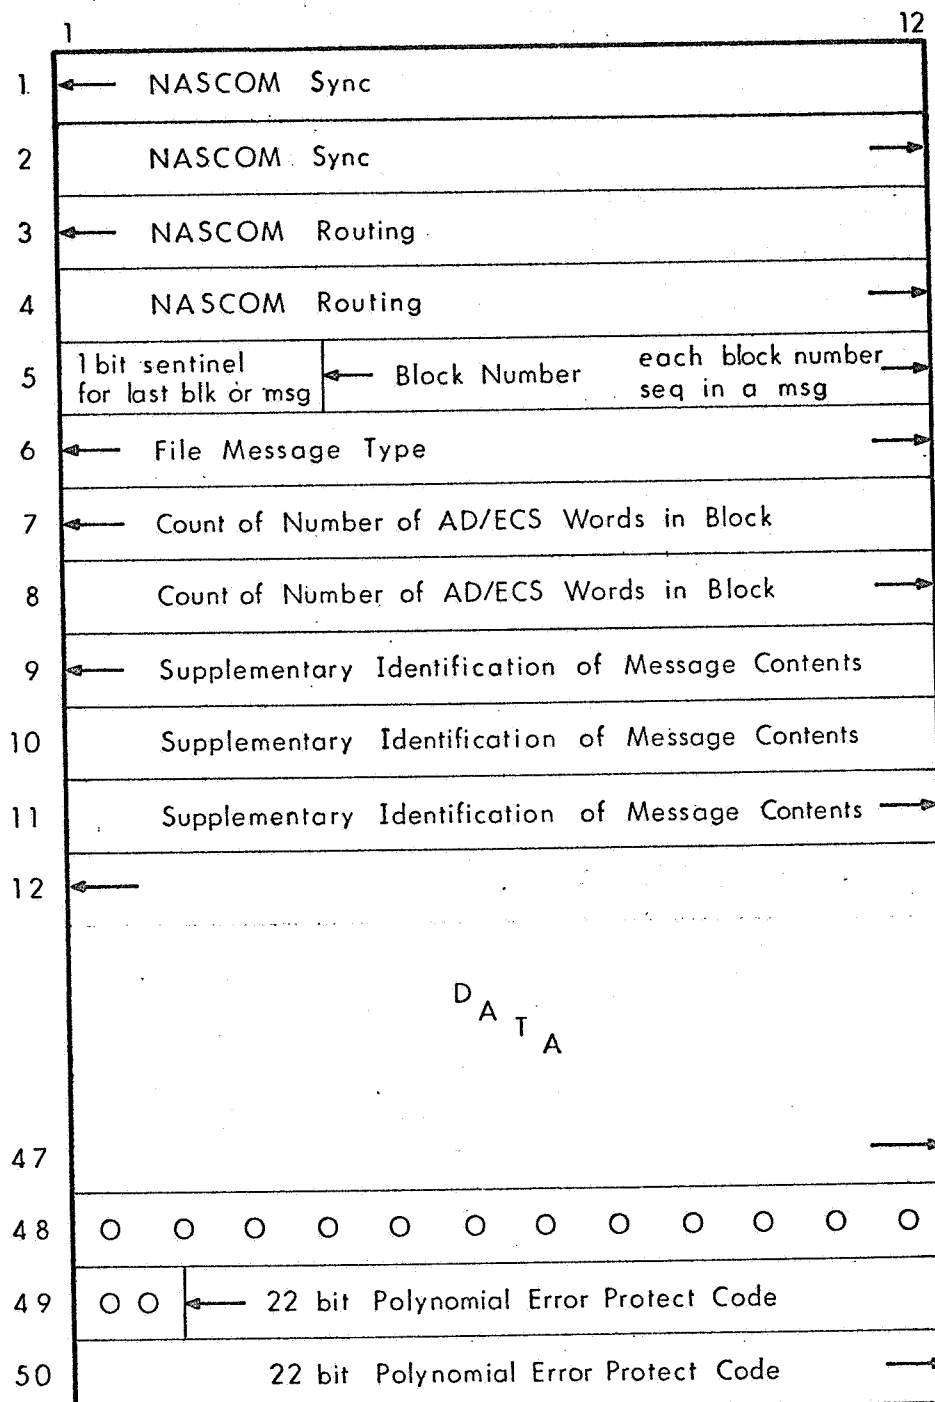 1 12
1 NASCOM Sync
2 NASCOM Sync
3 NASCOM Routing
4 NASCOM Routing
5 1 bit sentinel for last blk or msg Block Number each block number seq in a msg
6 File Message Type
7 Count of Number of AD/ECS Words in Block
8 Count of Number of AD/ECS Words in Block
9 Supplementary Identification of Message Contents
10 Supplementary Identification of Message Contents
11 Supplementary Identification of Message Contents
12
DATA
47
48 O O O O O O O O O O O O
49 O O 22 bit Polynomial Error Protect Code
50 22 bit Polynomial Error Protect Code